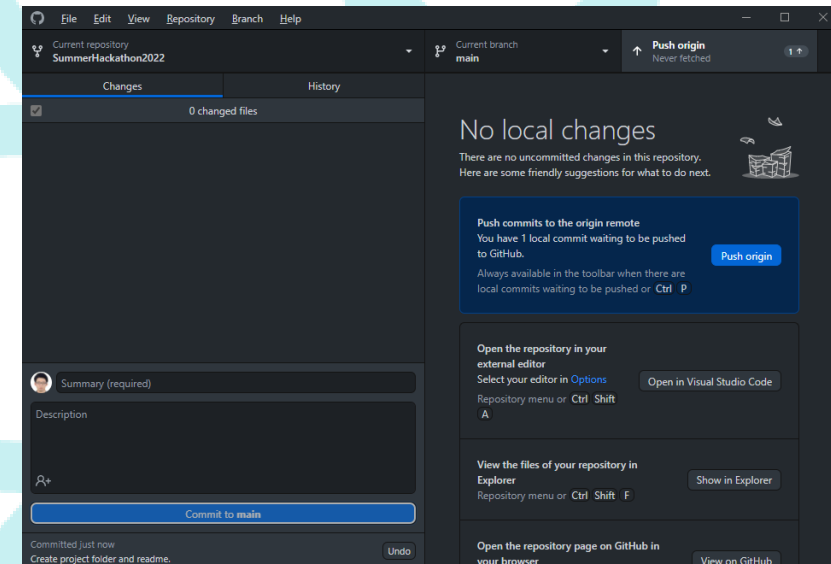 File Edit View Repository Branch Help
Current repository
SummerHackathon2022
Current branch
main
Push origin
Never fetched
1
Changes History
0 changed files
No local changes
There are no uncommitted changes in this repository.
Here are some friendly suggestions for what to do next.
Push commits to the origin remote
You have 1 local commit waiting to be pushed
to GitHub.
Always available in the toolbar when there are
local commits waiting to be pushed or Ctrl P
Push origin
Open the repository in your
external editor
Select your editor in Options
Repository menu or Ctrl Shift
A
Open in Visual Studio Code
View the files of your repository in
Explorer
Repository menu or Ctrl Shift F
Show in Explorer
Open the repository page on GitHub in
your browser
View on GitHub
Summary (required)
Description
Commit to main
Committed just now
Create project folder and readme.
Undo